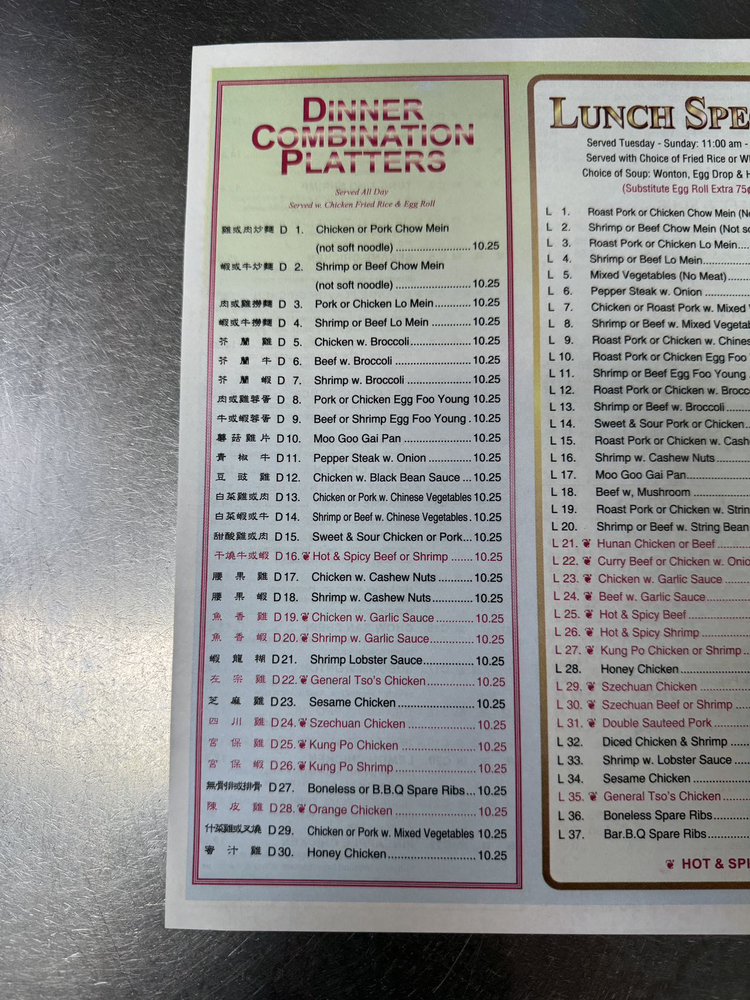 DINNER
COMBINATION
PLATTERS
Served All Day
Served w. Chicken Fried Rice & Egg Roll
雞或肉炒麵 D 1. Chicken or Pork Chow Mein
(not soft noodle) 10.25
蝦或牛炒麵 D 2. Shrimp or Beef Chow Mein
(not soft noodle) 10.25
肉或雞撈麵 D 3. Pork or Chicken Lo Mein 10.25
蝦或牛撈麵 D 4. Shrimp or Beef Lo Mein 10.25
芥蘭雞 D 5. Chicken w. Broccoli 10.25
芥蘭牛 D 6. Beef w. Broccoli 10.25
芥蘭蝦 D 7. Shrimp w. Broccoli 10.25
肉或雞蓉蛋 D 8. Pork or Chicken Egg Foo Young 10.25
牛或蝦蓉蛋 D 9. Beef or Shrimp Egg Foo Young 10.25
蘑菇雞片 D10. Moo Goo Gai Pan 10.25
青椒牛 D11. Pepper Steak w. Onion 10.25
豆豉雞 D12. Chicken w. Black Bean Sauce 10.25
白菜雞或肉 D13. Chicken or Pork w. Chinese Vegetables 10.25
白菜蝦或牛 D14. Shrimp or Beef w. Chinese Vegetables 10.25
甜酸雞或肉 D15. Sweet & Sour Chicken or Pork 10.25
干燒牛或蝦 D16. Hot & Spicy Beef or Shrimp 10.25
腰果雞 D17. Chicken w. Cashew Nuts 10.25
腰果蝦 D18. Shrimp w. Cashew Nuts 10.25
魚香雞 D19. Chicken w. Garlic Sauce 10.25
魚香蝦 D20. Shrimp w. Garlic Sauce 10.25
蝦龍糊 D21. Shrimp Lobster Sauce 10.25
左宗雞 D22. General Tso's Chicken 10.25
芝麻雞 D23. Sesame Chicken 10.25
四川雞 D24. Szechuan Chicken 10.25
宮保雞 D25. Kung Po Chicken 10.25
宮保蝦 D26. Kung Po Shrimp 10.25
無骨排或排骨 D27. Boneless or B.B.Q Spare Ribs 10.25
陳皮雞 D28. Orange Chicken 10.25
什菜雞或叉燒 D29. Chicken or Pork w. Mixed Vegetables 10.25
蜜汁雞 D30. Honey Chicken 10.25
LUNCH SPE
Served Tuesday - Sunday: 11:00 am -
Served with Choice of Fried Rice or
Choice of Soup: Wonton, Egg Drop &
(Substitute Egg Roll Extra 75¢
L 1. Roast Pork or Chicken Chow Mein
L 2. Shrimp or Beef Chow Mein (Not
L 3. Roast Pork or Chicken Lo Mein
L 4. Shrimp or Beef Lo Mein
L 5. Mixed Vegetables (No Meat)
L 6. Pepper Steak w. Onion
L 7. Chicken or Roast Pork w. Mixed
L 8. Shrimp or Beef w. Mixed
L 9. Roast Pork or Chicken w.
L 10. Roast Pork or Chicken Egg Foo
L 11. Shrimp or Beef Egg Foo Young
L 12. Roast Pork or Chicken w.
L 13. Shrimp or Beef w. Broccoli
L 14. Sweet & Sour Pork or Chicken
L 15. Roast Pork or Chicken w.
L 16. Shrimp w. Cashew Nuts
L 17. Moo Goo Gai Pan
L 18. Beef w, Mushroom
L 19. Roast Pork or Chicken w.
L 20. Shrimp or Beef w. String Bean
L 21. Hunan Chicken or Beef
L 22. Curry Beef or Chicken w.
L 23. Chicken w. Garlic Sauce
L 24. Beef w. Garlic Sauce
L 25. Hot & Spicy Beef
L 26. Hot & Spicy Shrimp
L 27. Kung Po Chicken or Shrimp
L 28. Honey Chicken
L 29. Szechuan Chicken
L 30. Szechuan Beef or Shrimp
L 31. Double Sauteed Pork
L 32. Diced Chicken & Shrimp
L 33. Shrimp w. Lobster Sauce
L 34. Sesame Chicken
L 35. General Tso's Chicken
L 36. Boneless Spare Ribs
L 37. Bar.B.Q Spare Ribs
HOT & SPI